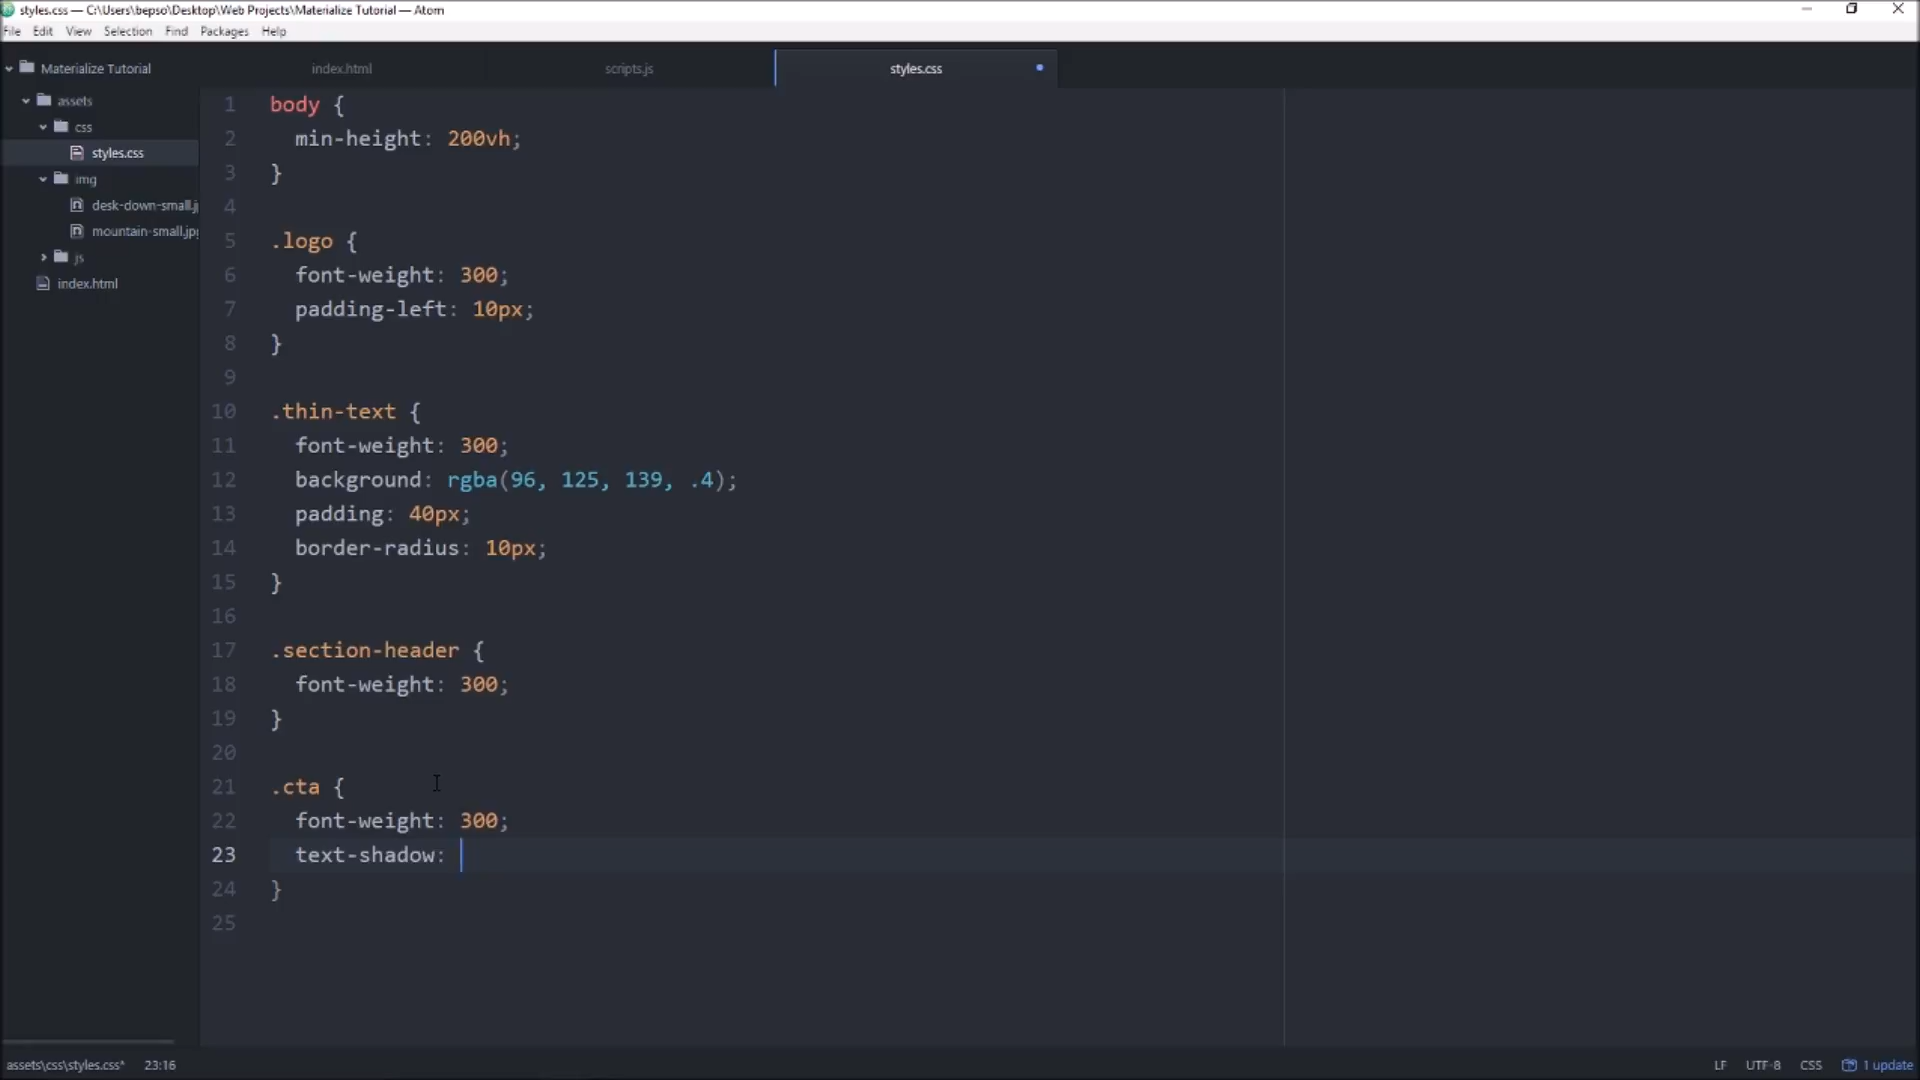 styles.css — C:\Users\bepso\Desktop\Web Projects\Materialize Tutorial — Atom
File Edit View Selection Find Packages Help
Materialize Tutorial
index.html
scripts.js
styles.css
assets
css
styles.css
img
desk-down-small.j
mountain-small.jpg
js
index.html
1 body {
2 min-height: 200vh;
3 }
4
5 .logo {
6 font-weight: 300;
7 padding-left: 10px;
8 }
9
10 .thin-text {
11 font-weight: 300;
12 background: rgba(96, 125, 139, .4);
13 padding: 40px;
14 border-radius: 10px;
15 }
16
17 .section-header {
18 font-weight: 300;
19 }
20
21 .cta {
22 font-weight: 300;
23 text-shadow:
24 }
25
assets\css\styles.css* 23:16 LF UTF-8 CSS 1 update